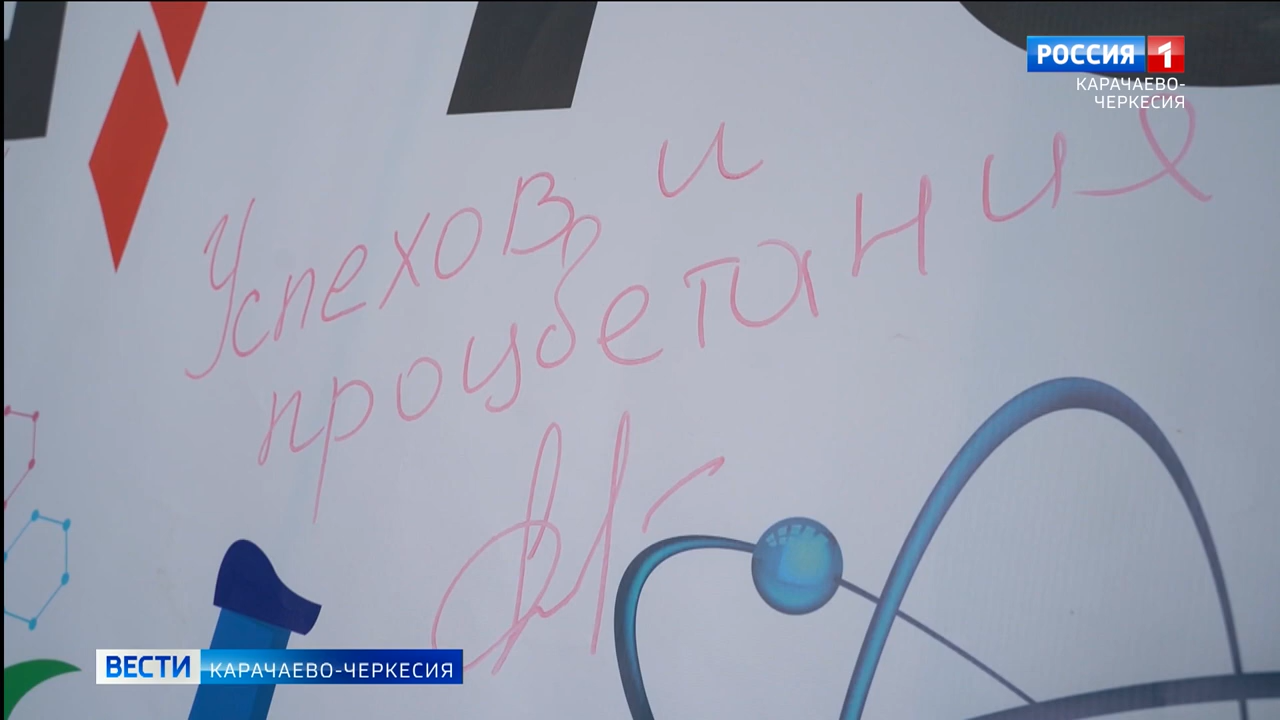 РОССИЯ 1
КАРАЧАЕВО-
ЧЕРКЕСИЯ
Успехов и
процветания
ВЕСТИ КАРАЧАЕВО-ЧЕРКЕСИЯ